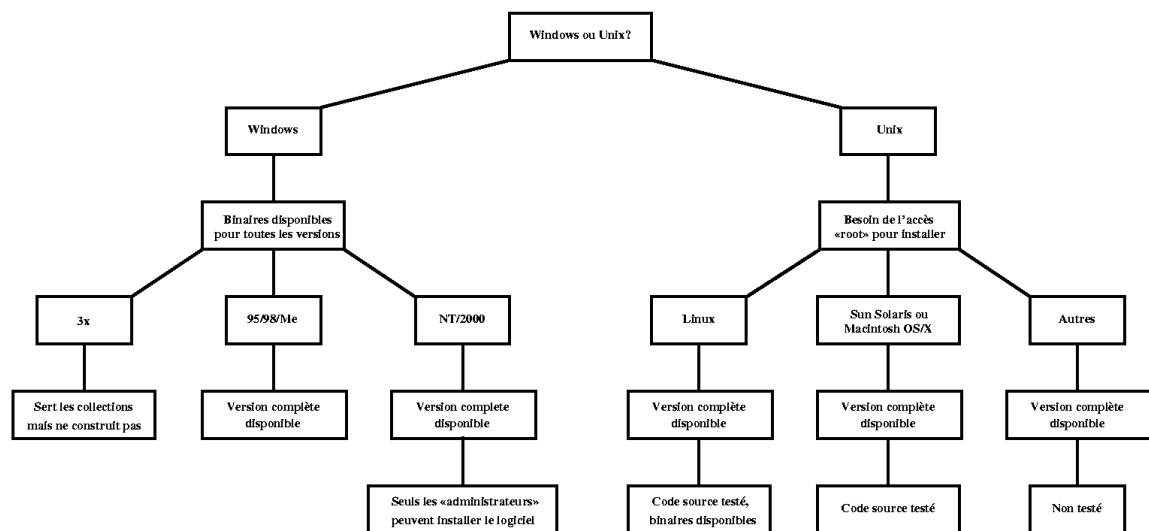 Windows ou Unix?
Windows
Unix
Binaires disponibles
pour toutes les versions
Besoin de l'accès
«root» pour installer
3x
95/98/Me
NT/2000
Linux
Sun Solaris ou
Macintosh OS/X
Autres
Sert les collections
mais ne construit pas
Version complète
disponible
Version complete
disponible
Version complète
disponible
Version complète
disponible
Version complète
disponible
Seuls les «administrateurs»
peuvent installer le logiciel
Code source testé,
binaires disponibles
Code source testé
Non testé